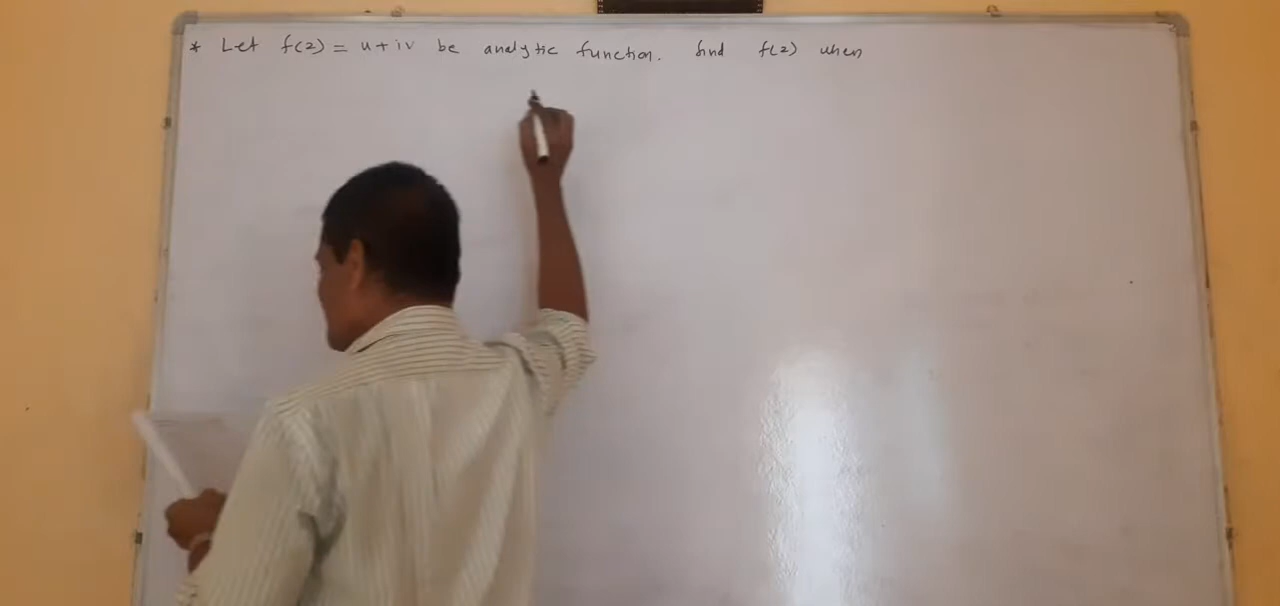 * Let f(z) = u + iv be analytic function. find f(z) when